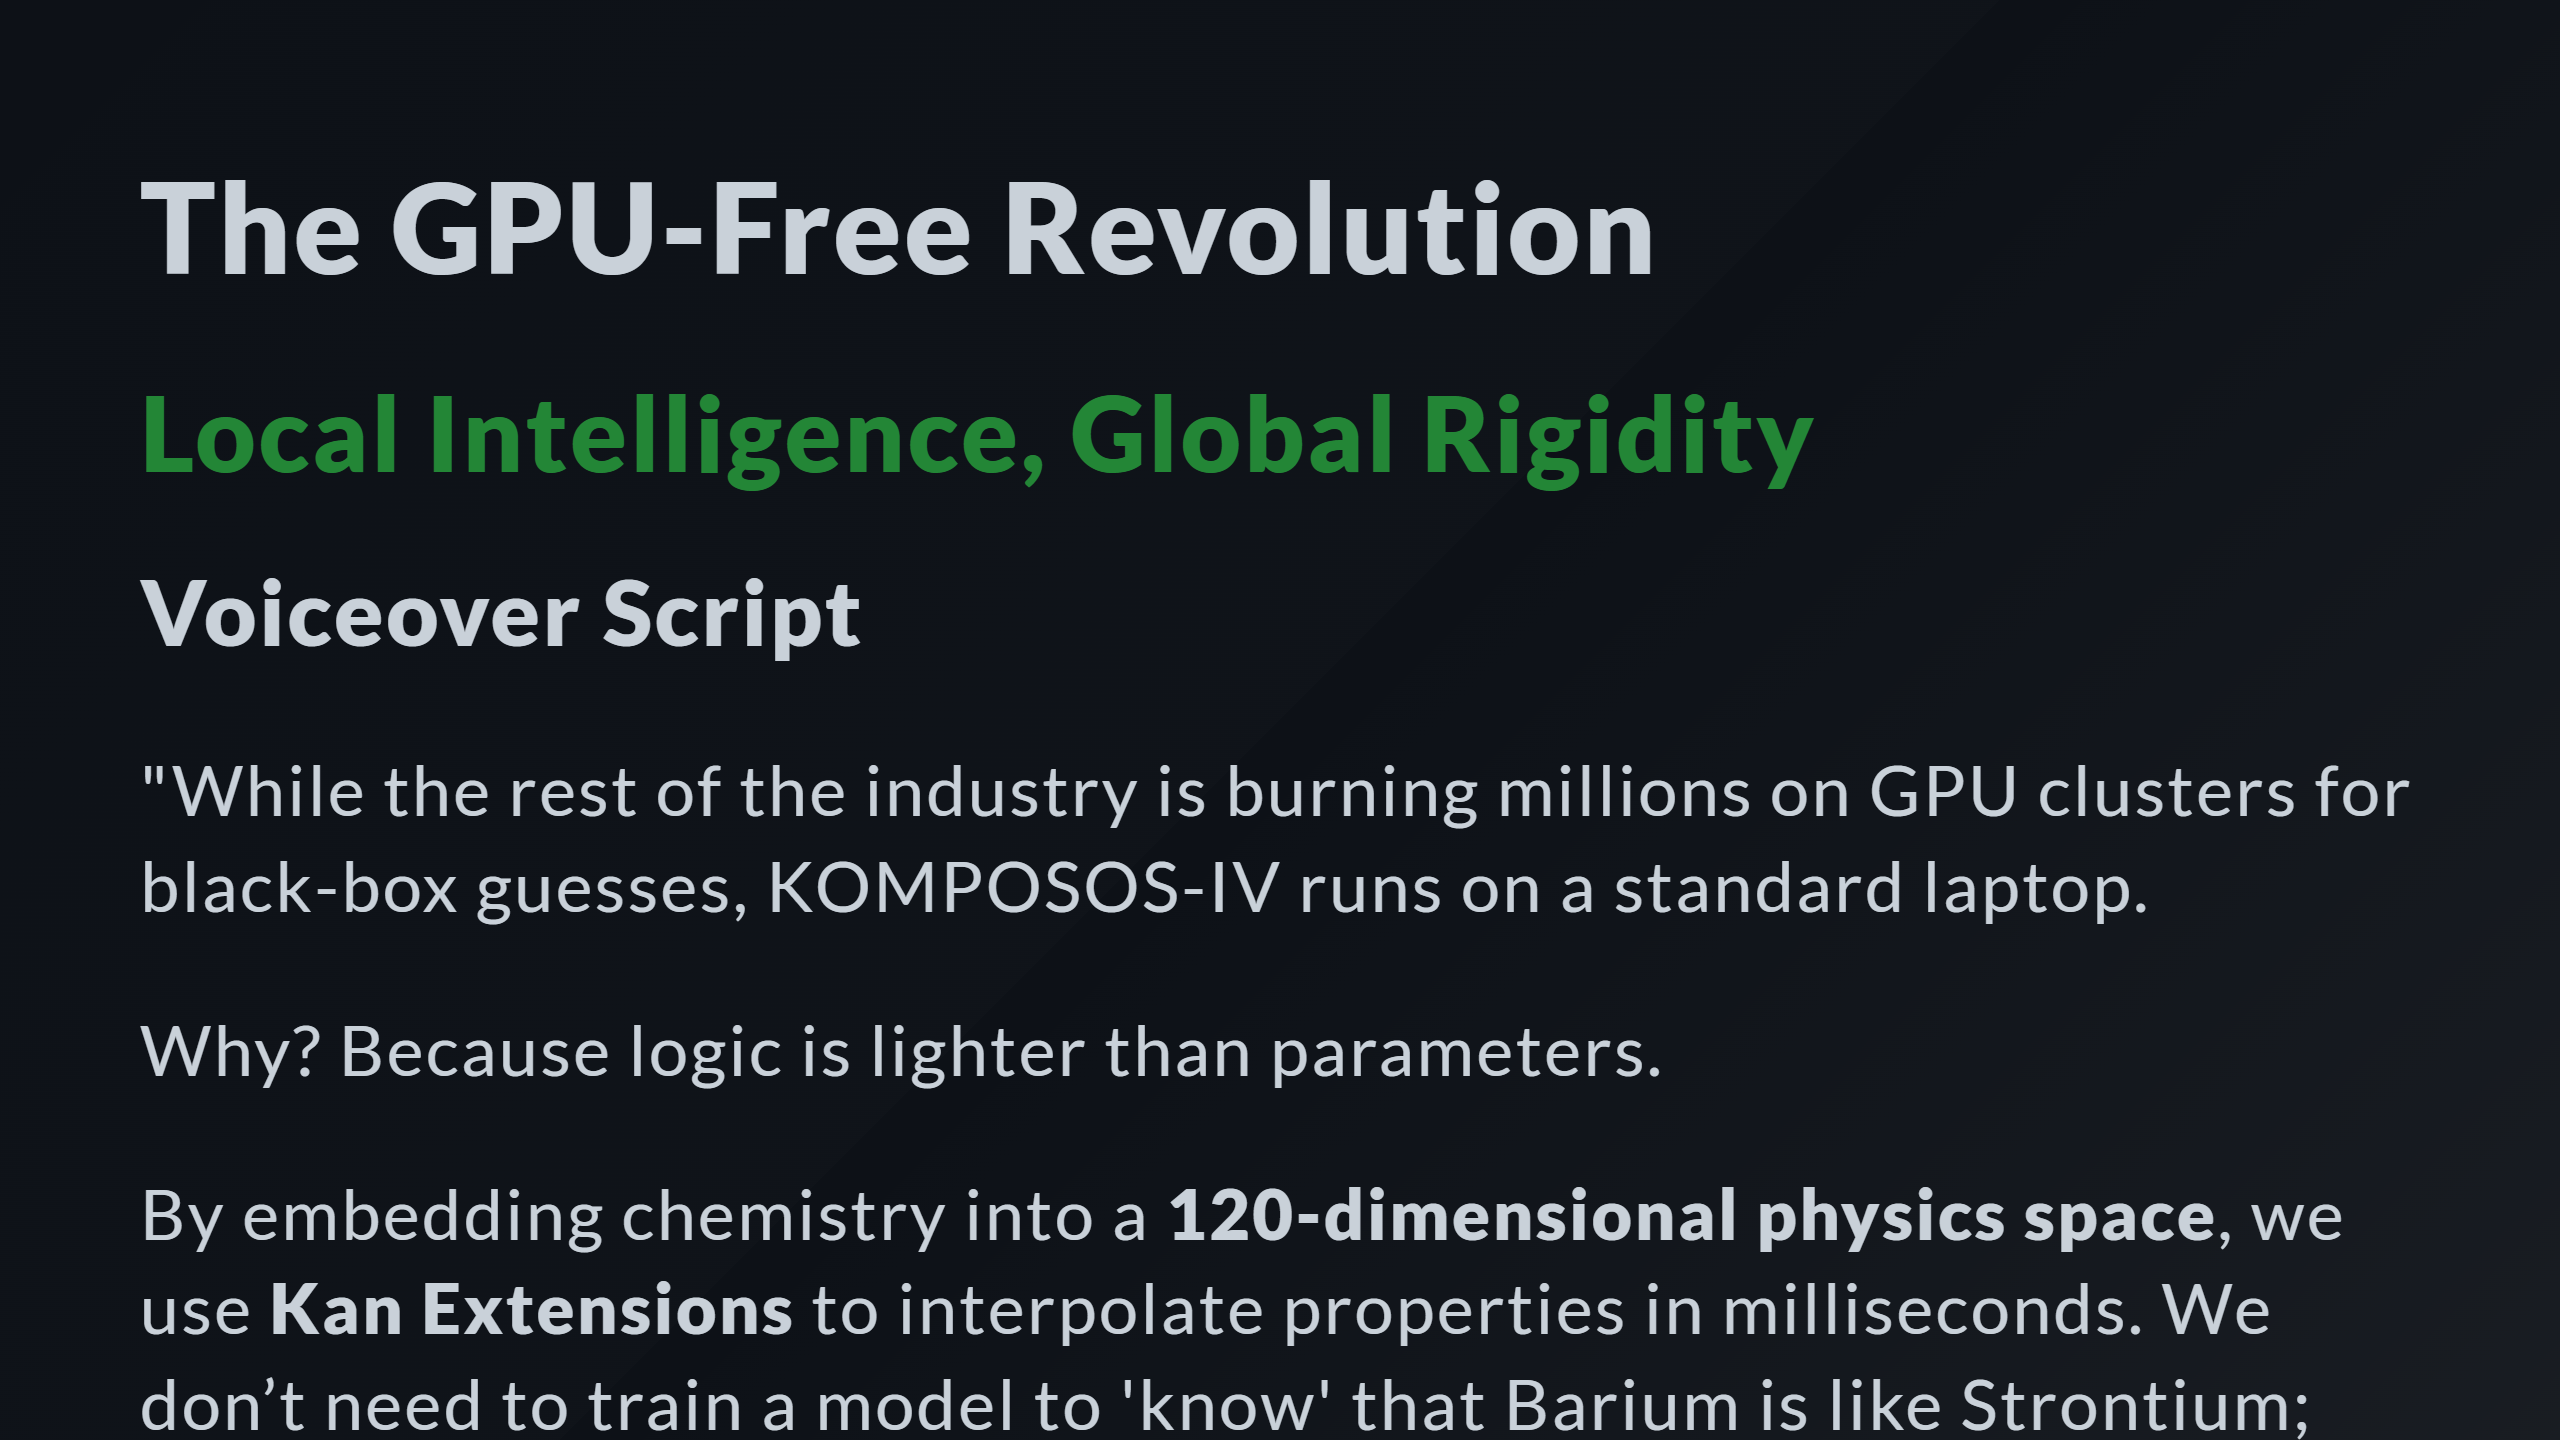 The GPU-Free Revolution
Local Intelligence, Global Rigidity
Voiceover Script
"While the rest of the industry is burning millions on GPU clusters for
black-box guesses, KOMPOSOS-IV runs on a standard laptop.
Why? Because logic is lighter than parameters.
By embedding chemistry into a 120-dimensional physics space, we
use Kan Extensions to interpolate properties in milliseconds. We
don’t need to train a model to 'know' that Barium is like Strontium;